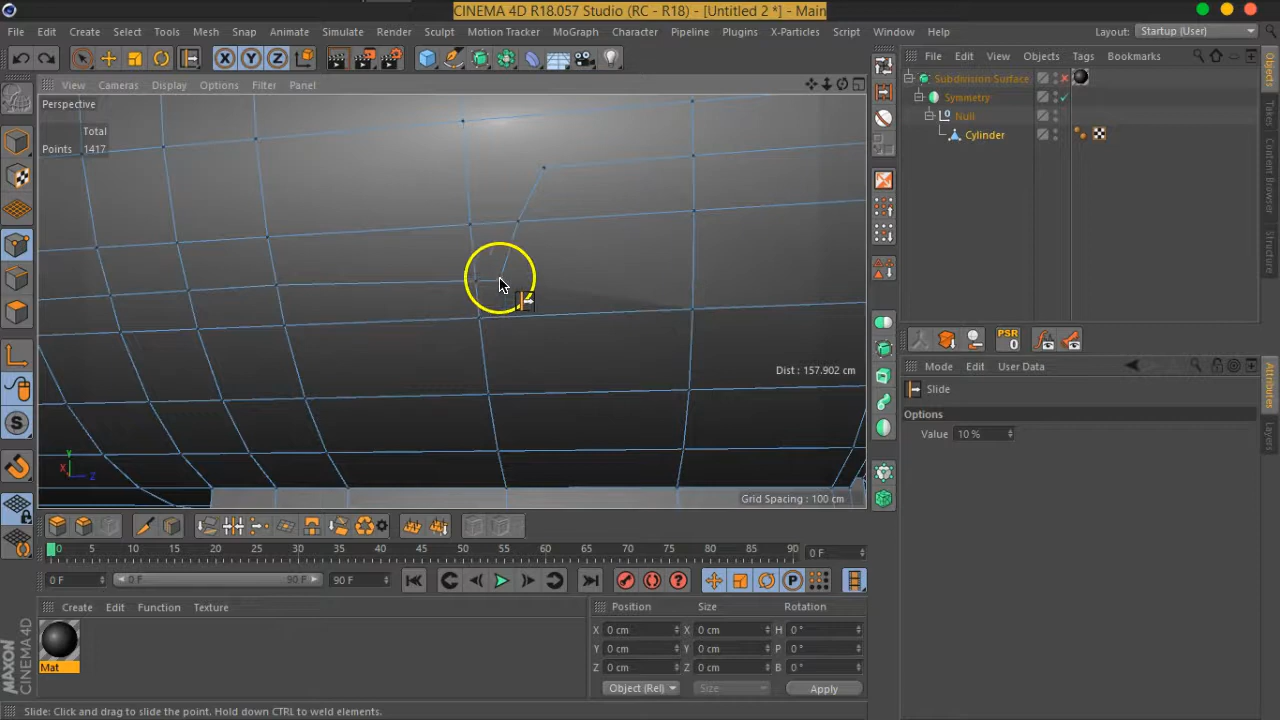 CINEMA 4D R18.057 Studio (RC - R18) - [Untitled 2 *] - Main
File Edit Create Select Tools Mesh Snap Animate Simulate Render Sculpt Motion Tracker MoGraph Character Pipeline Plugins X-Particles Script Window Help Layout: Startup (User)
X Y Z
File Edit View Objects Tags Bookmarks
View Cameras Display Options Filter Panel
Perspective
Total
Points 1417
Subdivision Surface
Symmetry
Null
Cylinder
Objects
Takes
Content Browser
Structure
PSR
0
Mode Edit User Data
Slide
Options
Value 10 %
Attributes
Layers
Dist : 157.902 cm
Y
X Z
Grid Spacing : 100 cm
S
0 5 10 15 20 25 30 35 40 45 50 55 60 65 70 75 80 85 90 0 F
0 F 0 F 90 F 90 F
P
Create Edit Function Texture
Mat
Position Size Rotation
X 0 cm X 0 cm H 0 °
Y 0 cm Y 0 cm P 0 °
Z 0 cm Z 0 cm B 0 °
Object (Rel) Size Apply
MAXON
CINEMA 4D
Slide: Click and drag to slide the point. Hold down CTRL to weld elements.